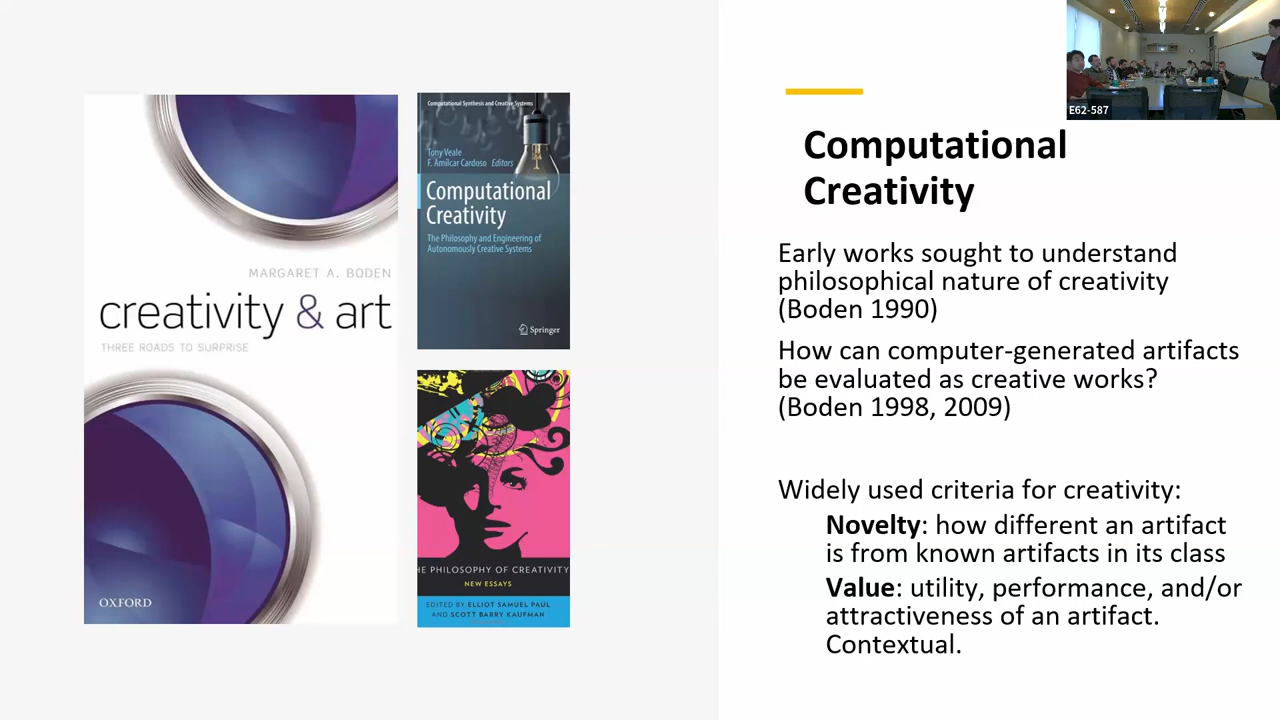 MARGARET A. BODEN
creativity & art
THREE ROADS TO SURPRISE
OXFORD
Computational Synthesis and Creative Systems
Tony Veale
F. Amílcar Cardoso Editors
Computational
Creativity
The Philosophy and Engineering of
Autonomously Creative Systems
Springer
HE PHILOSOPHY OF CREATIVITY
NEW ESSAYS
EDITED BY ELLIOT SAMUEL PAUL
AND SCOTT BARRY KAUFMAN
E62-587
Computational
Creativity
Early works sought to understand
philosophical nature of creativity
(Boden 1990)
How can computer-generated artifacts
be evaluated as creative works?
(Boden 1998, 2009)
Widely used criteria for creativity:
Novelty: how different an artifact
is from known artifacts in its class
Value: utility, performance, and/or
attractiveness of an artifact.
Contextual.